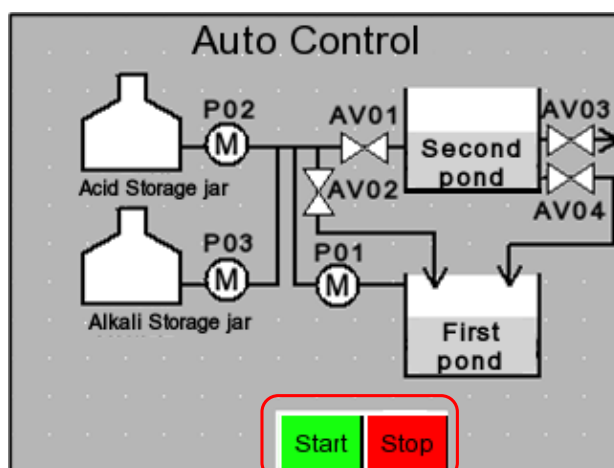 Auto Control
P02
M
AV01
AV03
Second
pond
Acid Storage jar
AV02
AV04
P03
M
P01
M
Alkali Storage jar
First
pond
Start
Stop